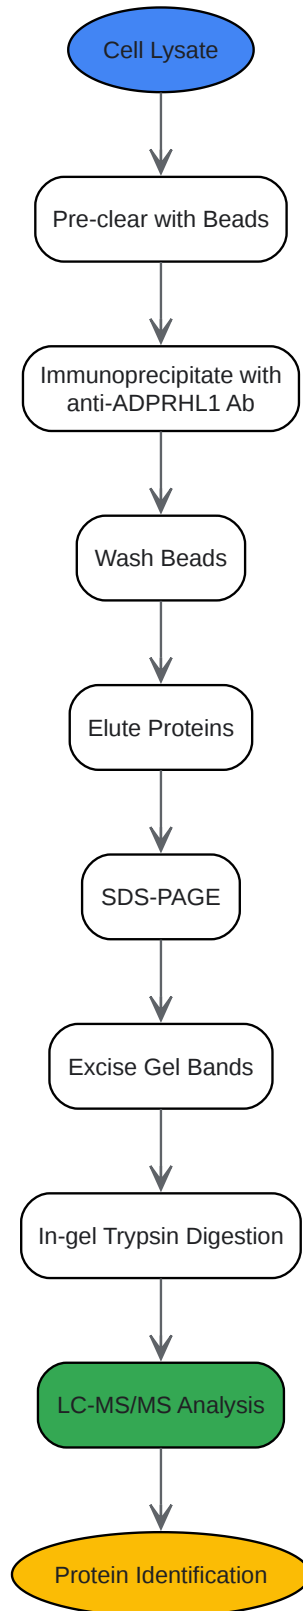 Cell Lysate
Pre-clear with Beads
Immunoprecipitate with
anti-ADPRHL1 Ab
Wash Beads
Elute Proteins
SDS-PAGE
Excise Gel Bands
In-gel Trypsin Digestion
LC-MS/MS Analysis
Protein Identification